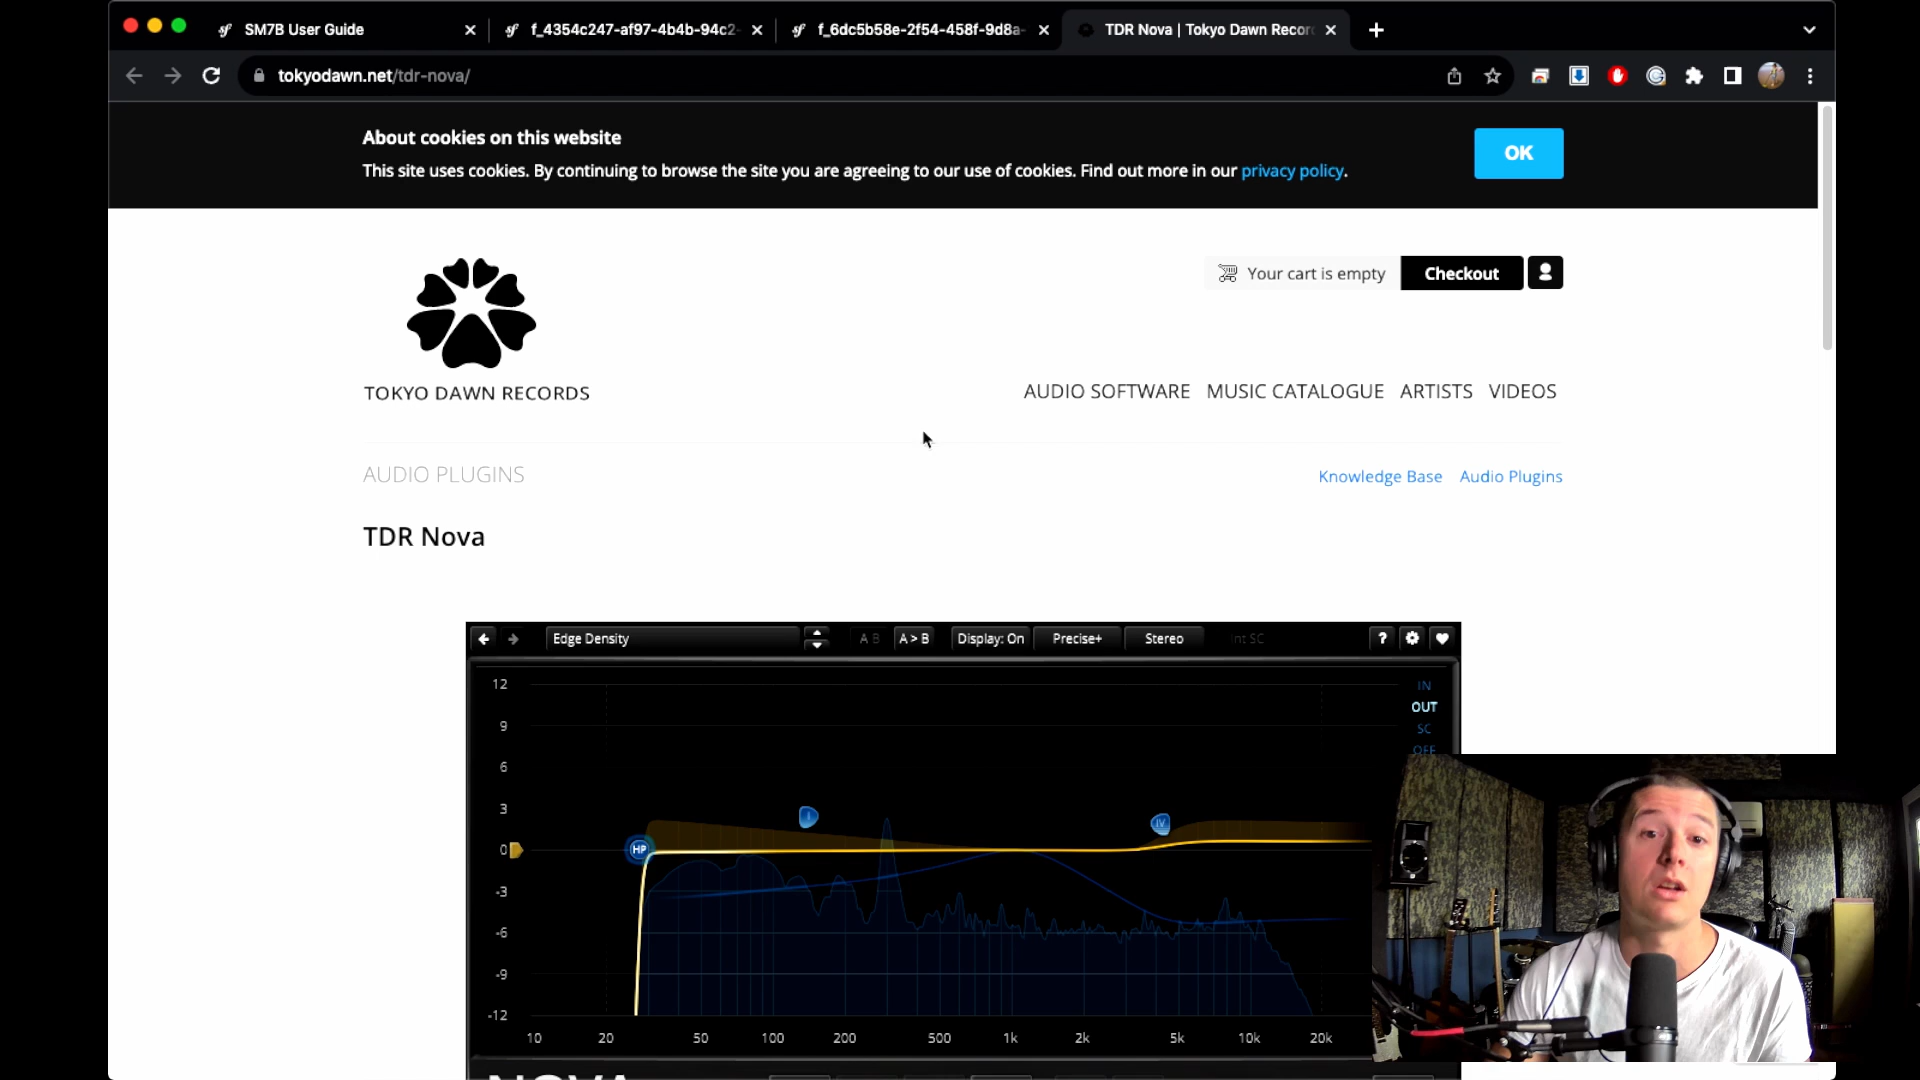 SM7B User Guide
f_4354c247-af97-4b4b-94c2-
f_6dc5b58e-2f54-458f-9d8a-
TDR Nova | Tokyo Dawn Recor
tokyodawn.net/tdr-nova/
About cookies on this website
This site uses cookies. By continuing to browse the site you are agreeing to our use of cookies. Find out more in our privacy policy.
OK
Your cart is empty
Checkout
TOKYO DAWN RECORDS
AUDIO SOFTWARE MUSIC CATALOGUE ARTISTS VIDEOS
AUDIO PLUGINS
Knowledge Base Audio Plugins
TDR Nova
Edge Density
A B
A > B
Display: On
Precise+
Stereo
Int SC
?
12
9
6
3
0
-3
-6
-9
-12
IN
OUT
SC
OFF
HP
I
IV
10 20 50 100 200 500 1k 2k 5k 10k 20k
NOVA